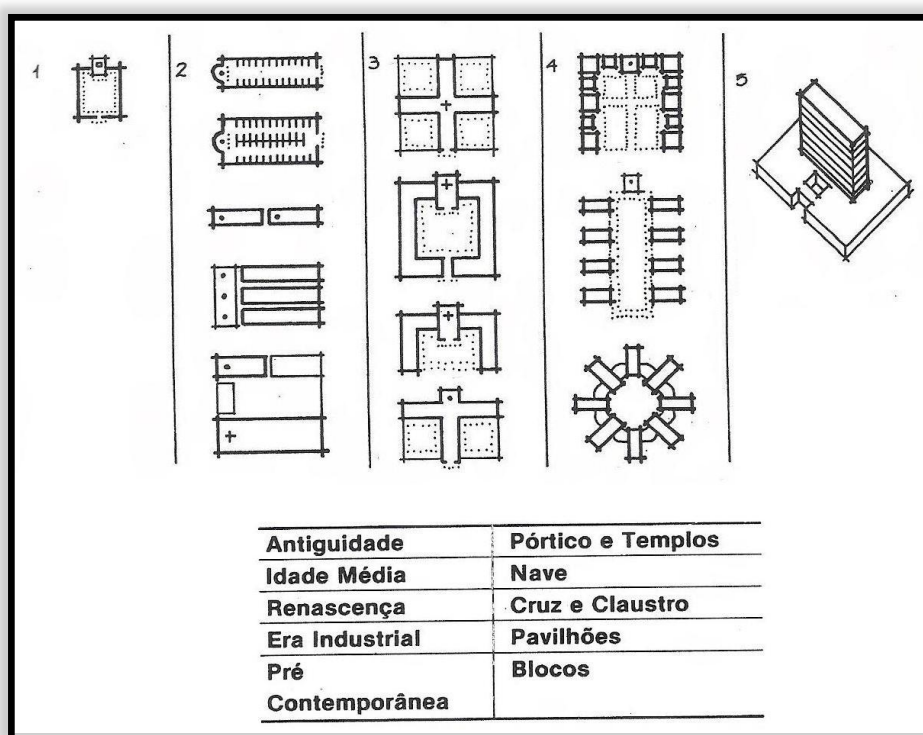 1
2
3
4
5
Antiguidade Pórtico e Templos
Idade Média Nave
Renascença Cruz e Claustro
Era Industrial Pavilhões
Pré Blocos
Contemporânea